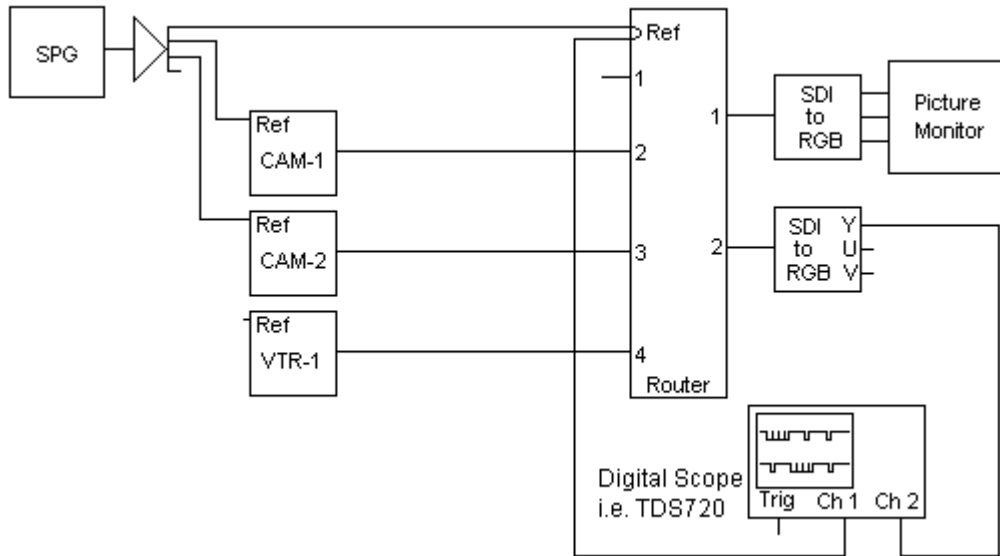 SPG
Ref
1
2
3
4
Router
1
2
Ref
CAM-1
Ref
CAM-2
Ref
VTR-1
SDI
to
RGB
Picture
Monitor
SDI
to
RGB
Y
U
V
Digital Scope
i.e. TDS720
Trig
Ch 1
Ch 2